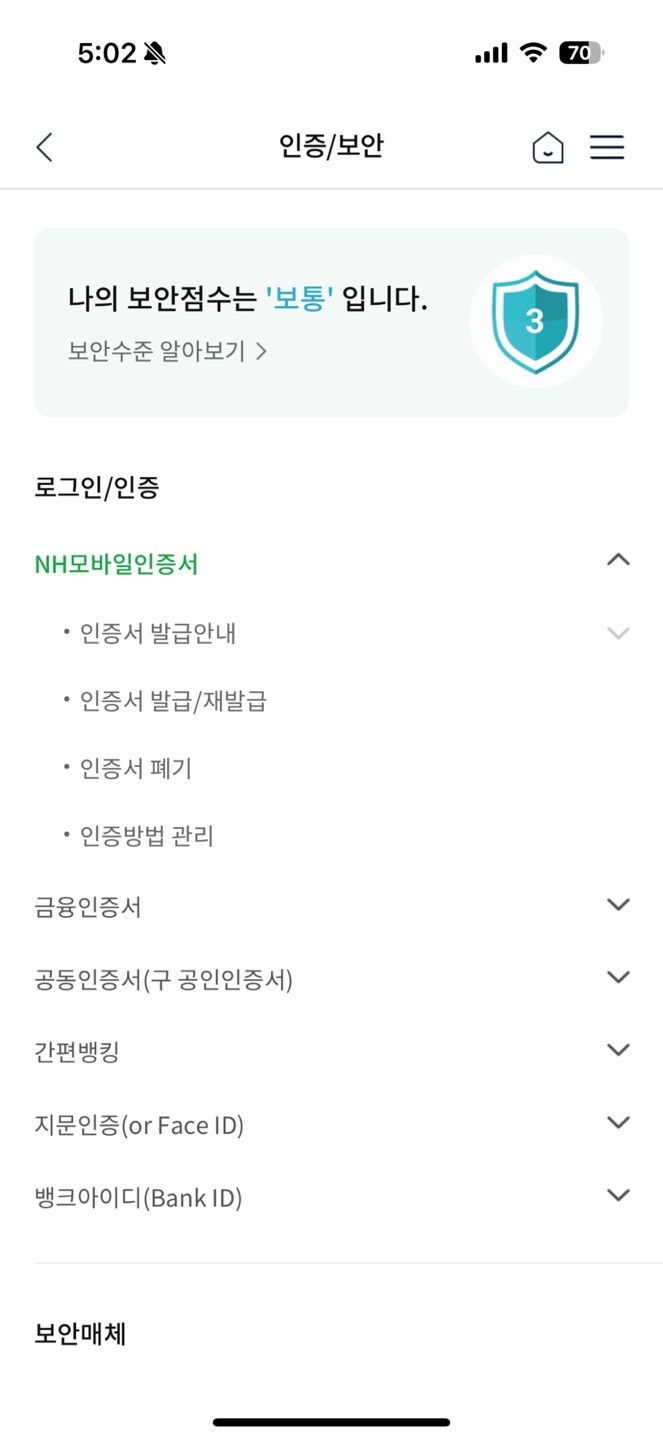 5:02
70
인증/보안
나의 보안점수는 '보통' 입니다.
보안수준 알아보기
3
로그인/인증
NH모바일인증서
• 인증서 발급안내
• 인증서 발급/재발급
• 인증서 폐기
• 인증방법 관리
금융인증서
공동인증서(구 공인인증서)
간편뱅킹
지문인증(or Face ID)
뱅크아이디(Bank ID)
보안매체